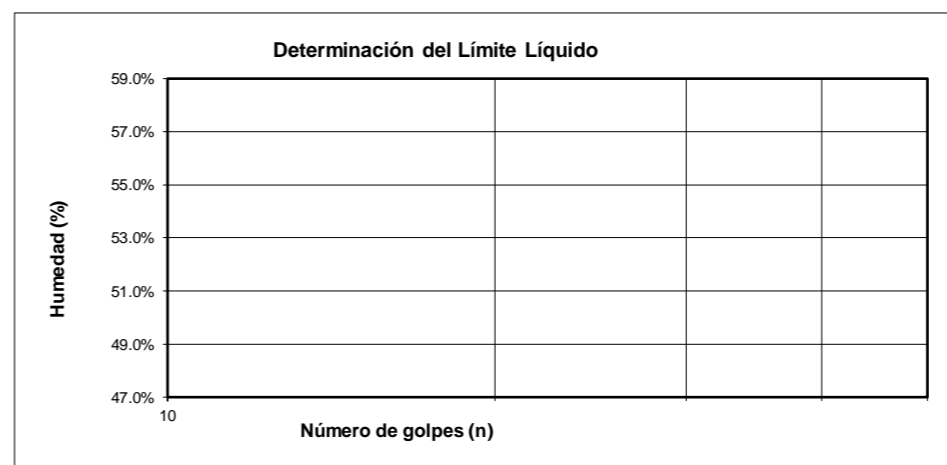 Determinación del Límite Líquido
59.0%
57.0%
55.0%
53.0%
51.0%
49.0%
47.0%
Humedad (%)
10
Número de golpes (n)